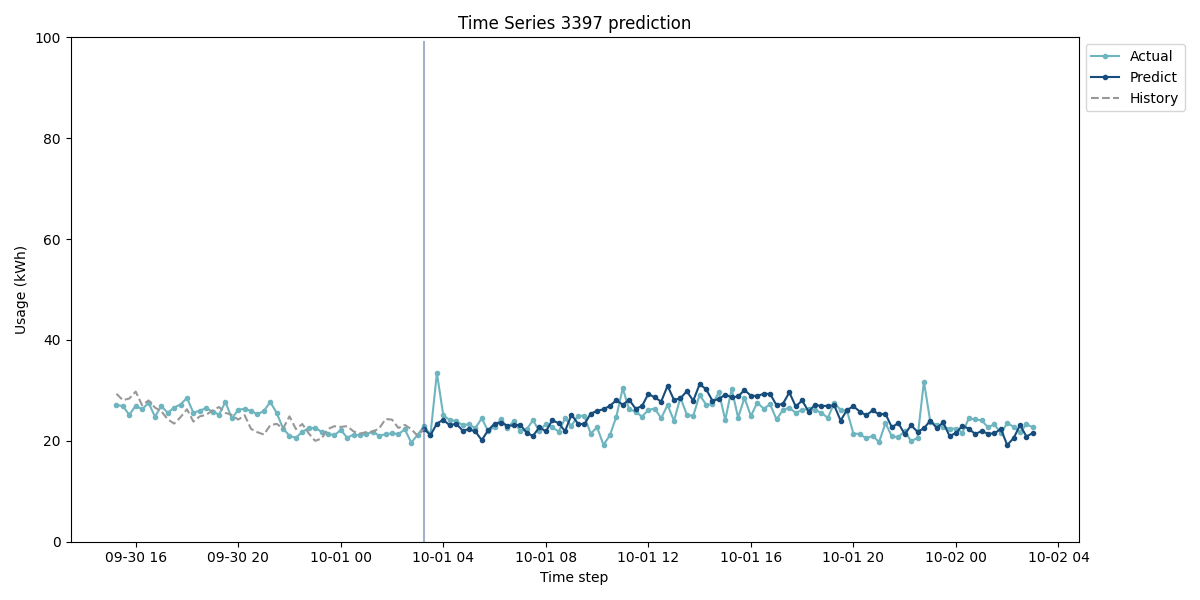 Time Series 3397 prediction
Actual
Predict
History
Usage (kWh)
100
80
60
40
20
0
09-30 16
09-30 20
10-01 00
10-01 04
10-01 08
10-01 12
10-01 16
10-01 20
10-02 00
10-02 04
Time step